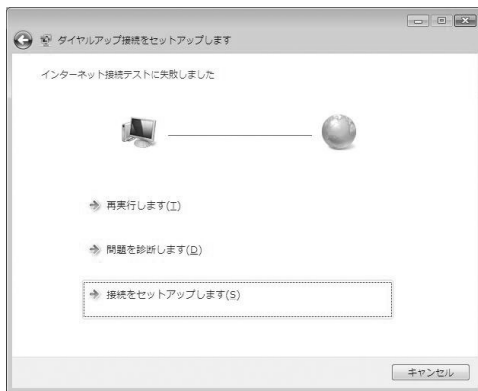 ダイヤルアップ接続をセットアップします
インターネット接続テストに失敗しました
再実行します(T)
問題を診断します(D)
接続をセットアップします(S)
キャンセル